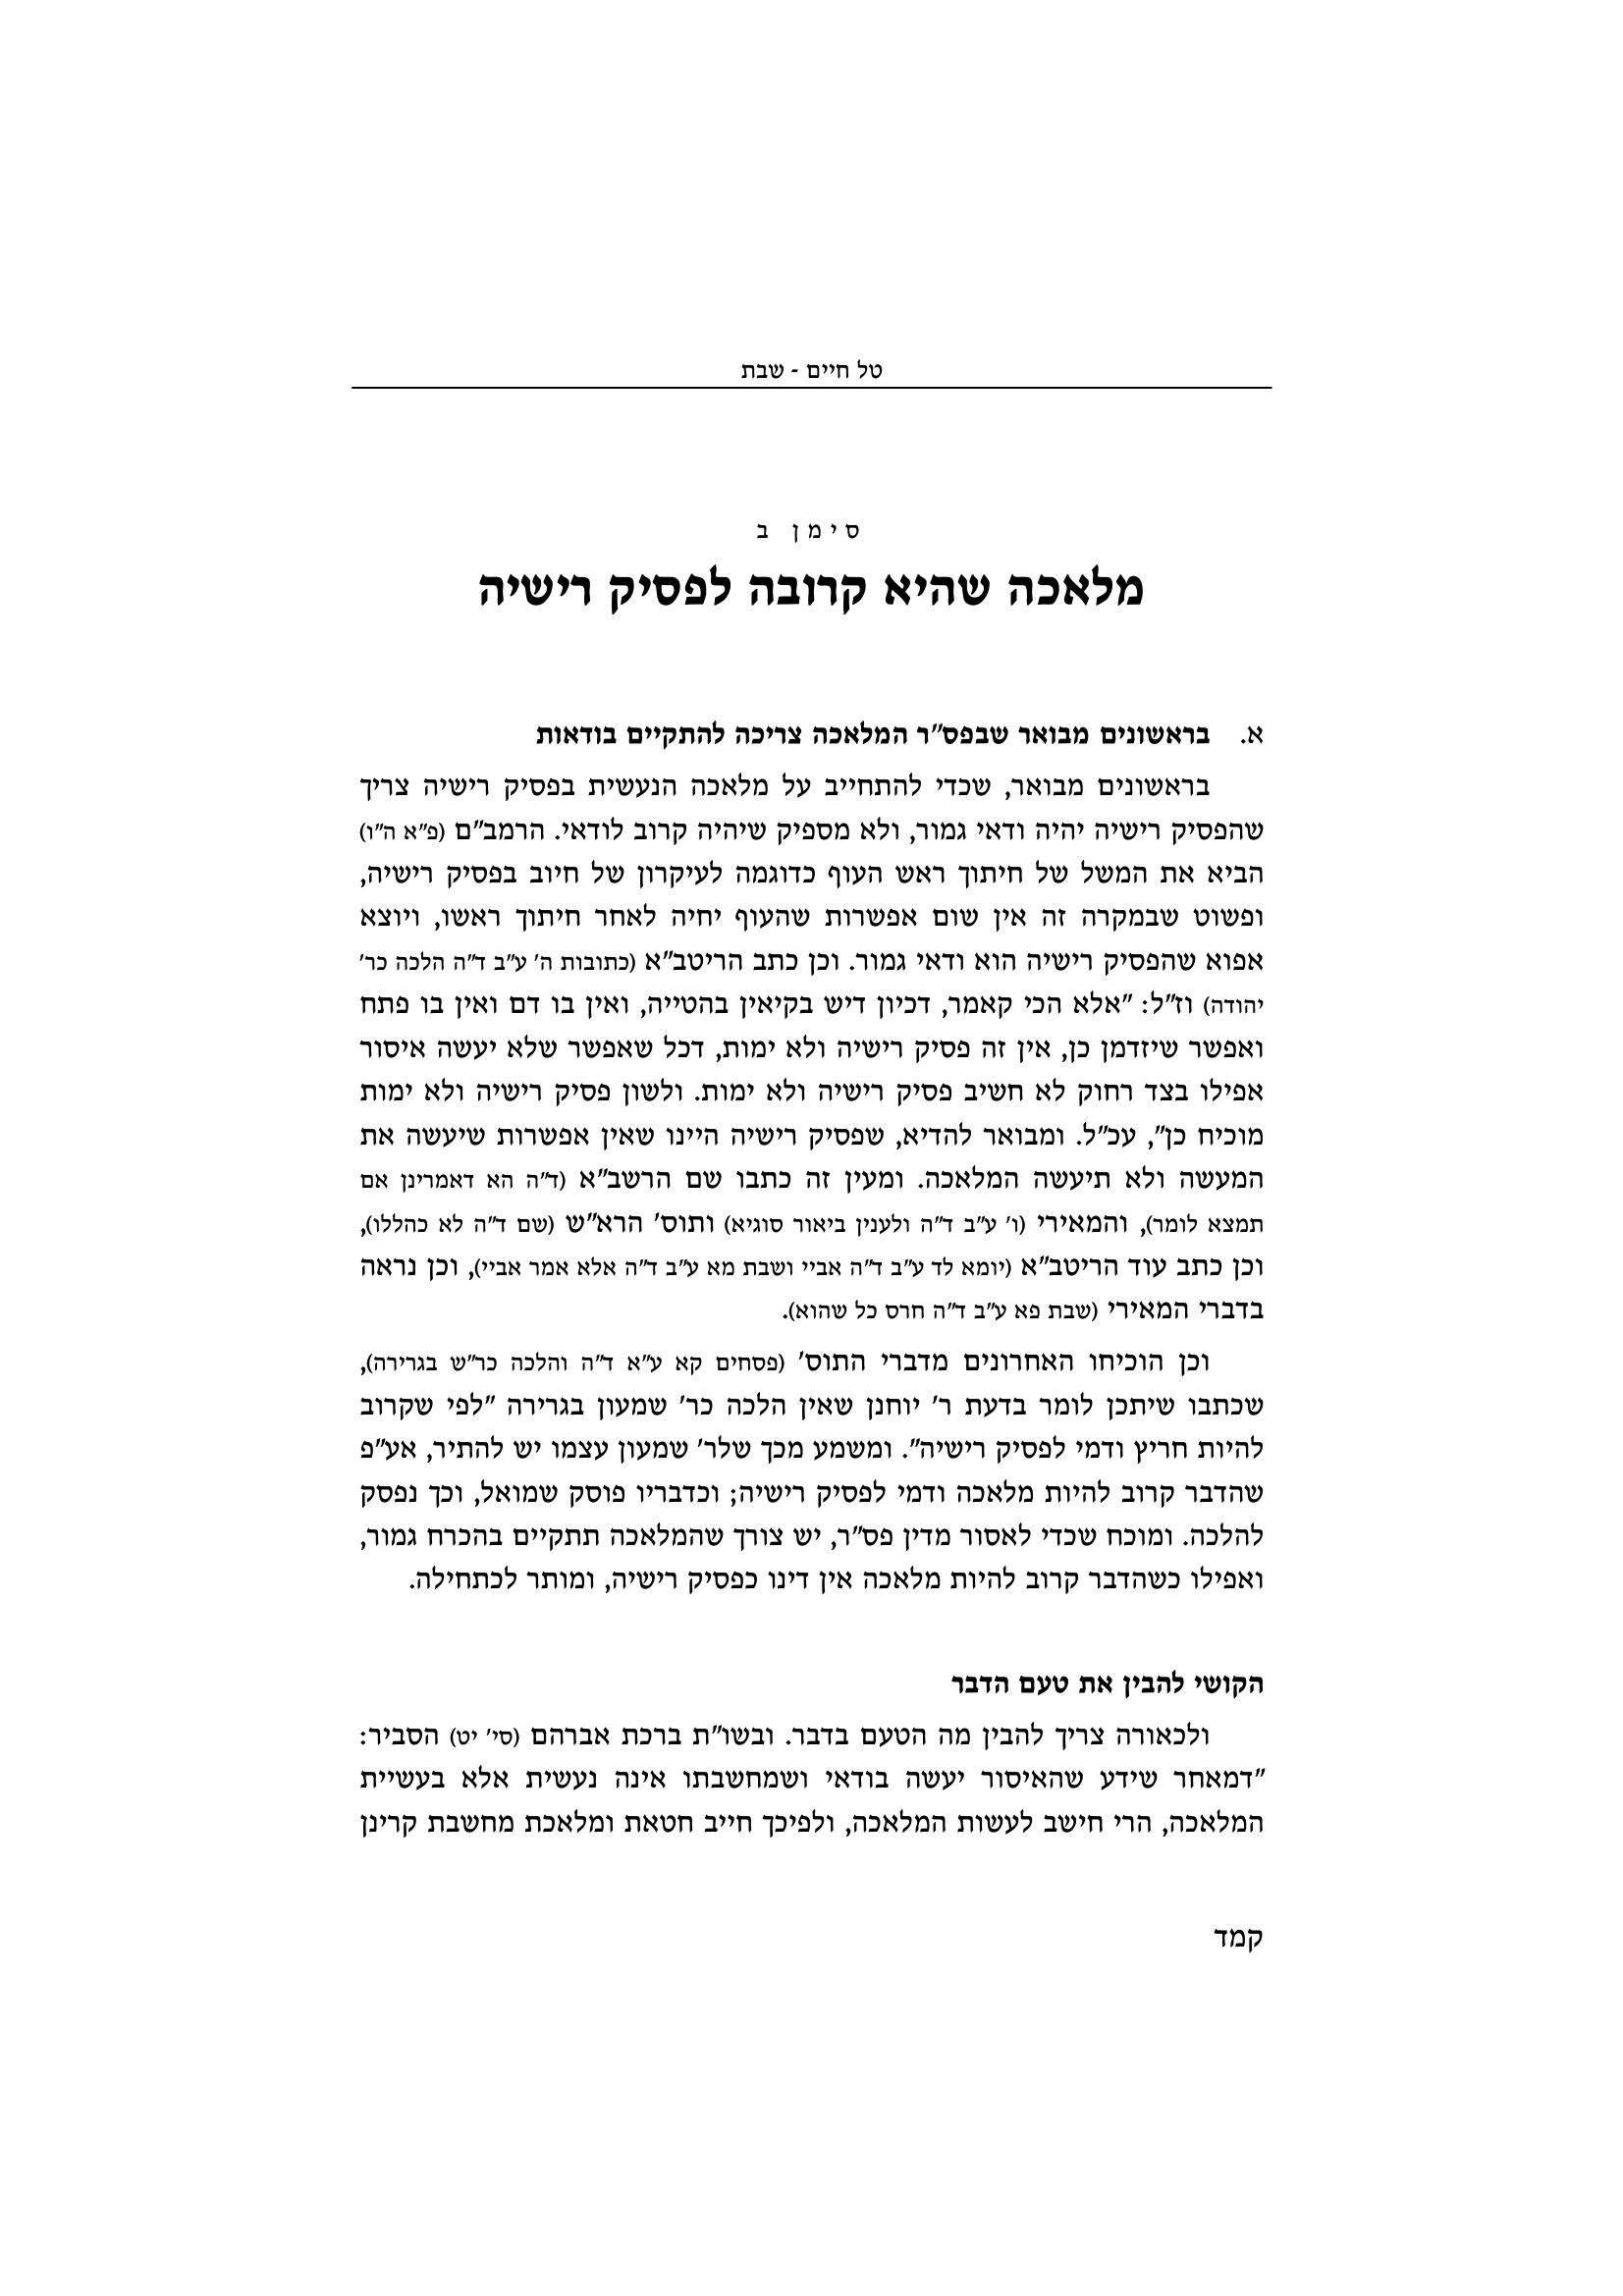 טל חיים - שבת
סימן ב
מלאכה שהיא קרובה לפסיק רישיה
א. בראשונים מבואר שבפס"ר המלאכה צריכה להתקיים בודאות
בראשונים מבואר, שכדי להתחייב על מלאכה הנעשית בפסיק רישיה צריך
שהפסיק רישיה יהיה ודאי גמור, ולא מספיק שיהיה קרוב לודאי. הרמב"ם (פ"א ה"ו)
הביא את המשל של חיתוך ראש העוף כדוגמה לעיקרון של חיוב בפסיק רישיה,
ופשוט שבמקרה זה אין שום אפשרות שהעוף יחיה לאחר חיתוך ראשו, ויוצא
אפוא שהפסיק רישיה הוא ודאי גמור. וכן כתב הריטב"א (כתובות ה' ע"ב ד"ה הלכה כר'
יהודה) וז"ל: "אלא הכי קאמר, דכיון דיש בקיאין בהטייה, ואין בו דם ואין בו פתח
ואפשר שיזדמן כן, אין זה פסיק רישיה ולא ימות, דכל שאפשר שלא יעשה איסור
אפילו בצד רחוק לא חשיב פסיק רישיה ולא ימות. ולשון פסיק רישיה ולא ימות
מוכיח כן", עכ"ל. ומבואר להדיא, שפסיק רישיה היינו שאין אפשרות שיעשה את
המעשה ולא תיעשה המלאכה. ומעין זה כתבו שם הרשב"א (ד"ה הא דאמרינן אם
תמצא לומר), והמאירי (ו' ע"ב ד"ה ולענין ביאור סוגיא) ותוס' הרא"ש (שם ד"ה לא כהללו),
וכן כתב עוד הריטב"א (יומא לד ע"ב ד"ה אביי ושבת מא ע"ב ד"ה אלא אמר אביי), וכן נראה
בדברי המאירי (שבת פא ע"ב ד"ה חרס כל שהוא).
וכן הוכיחו האחרונים מדברי התוס' (פסחים קא ע"א ד"ה והלכה כר"ש בגרירה),
שכתבו שיתכן לומר בדעת ר' יוחנן שאין הלכה כר' שמעון בגרירה "לפי שקרוב
להיות חריץ ודמי לפסיק רישיה". ומשמע מכך שלר' שמעון עצמו יש להתיר, אע"פ
שהדבר קרוב להיות מלאכה ודמי לפסיק רישיה; וכדבריו פוסק שמואל, וכך נפסק
להלכה. ומוכח שכדי לאסור מדין פס"ר, יש צורך שהמלאכה תתקיים בהכרח גמור,
ואפילו כשהדבר קרוב להיות מלאכה אין דינו כפסיק רישיה, ומותר לכתחילה.
הקושי להבין את טעם הדבר
ולכאורה צריך להבין מה הטעם בדבר. ובשו"ת ברכת אברהם (סי' יט) הסביר:
"דמאחר שידע שהאיסור יעשה בודאי ושמחשבתו אינה נעשית אלא בעשיית
המלאכה, הרי חישב לעשות המלאכה, ולפיכך חייב חטאת ומלאכת מחשבת קרינן
קמד